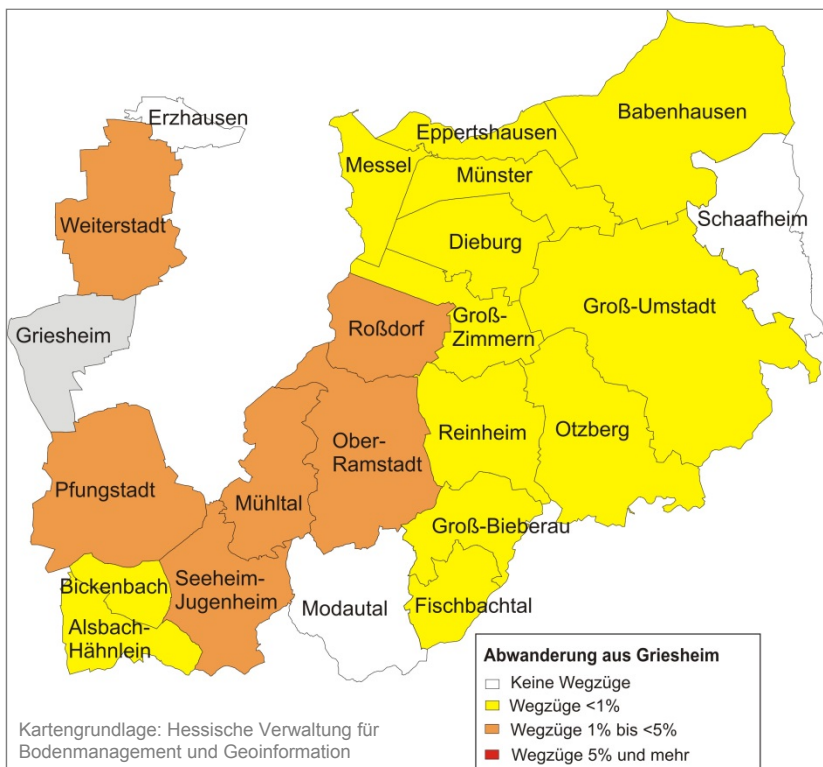 Erzhausen
Babenhausen
Eppertshausen
Messel
Münster
Schaafheim
Weiterstadt
Dieburg
Groß-Umstadt
Griesheim
Roßdorf
Groß-
Zimmern
Ober-
Ramstadt
Reinheim
Otzberg
Pfungstadt
Mühltal
Groß-Bieberau
Bickenbach
Seeheim-
Jugenheim
Modautal
Fischbachtal
Alsbach-
Hähnlein
Abwanderung aus Griesheim
Keine Wegzüge
Wegzüge <1%
Wegzüge 1% bis <5%
Wegzüge 5% und mehr
Kartengrundlage: Hessische Verwaltung für
Bodenmanagement und Geoinformation